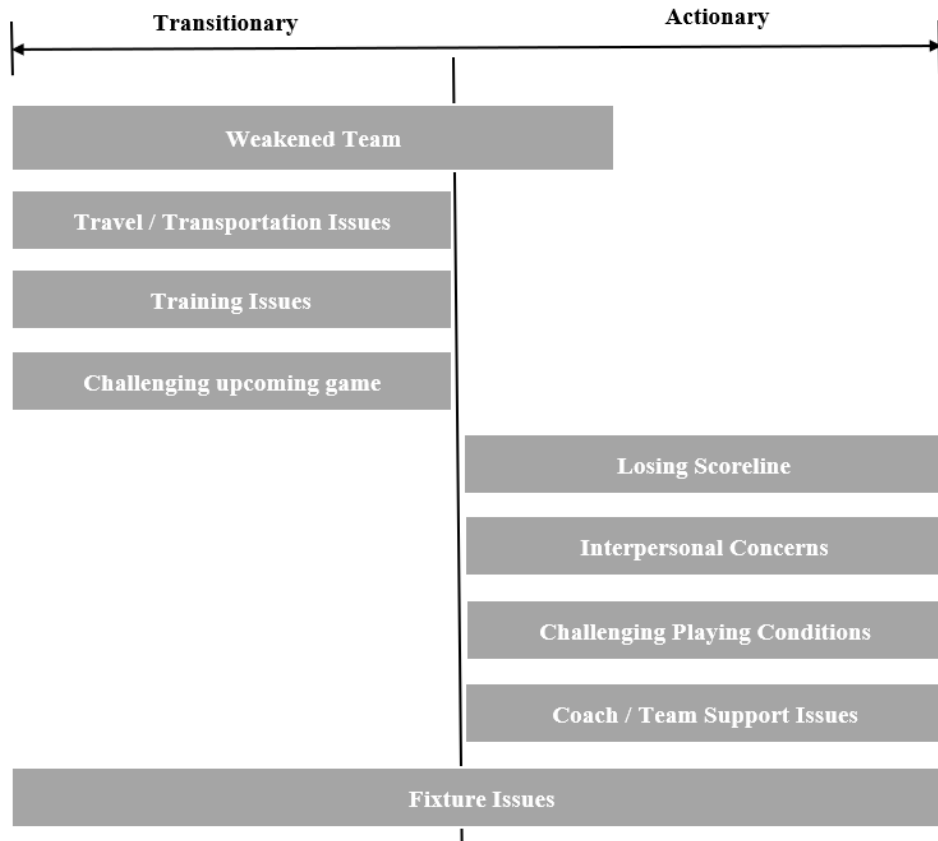 Transitionary
Actionary
Weakened Team
Travel / Transportation Issues
Training Issues
Challenging upcoming game
Losing Scoreline
Interpersonal Concerns
Challenging Playing Conditions
Coach / Team Support Issues
Fixture Issues